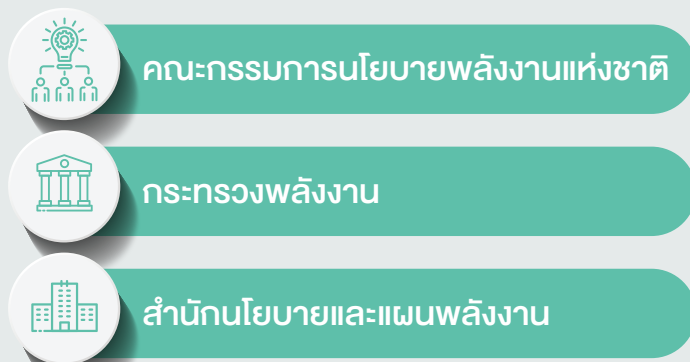 คณะกรรมการนโยบายพลังงานแห่งชาติ
กระทรวงพลังงาน
สำนักนโยบายและแผนพลังงาน